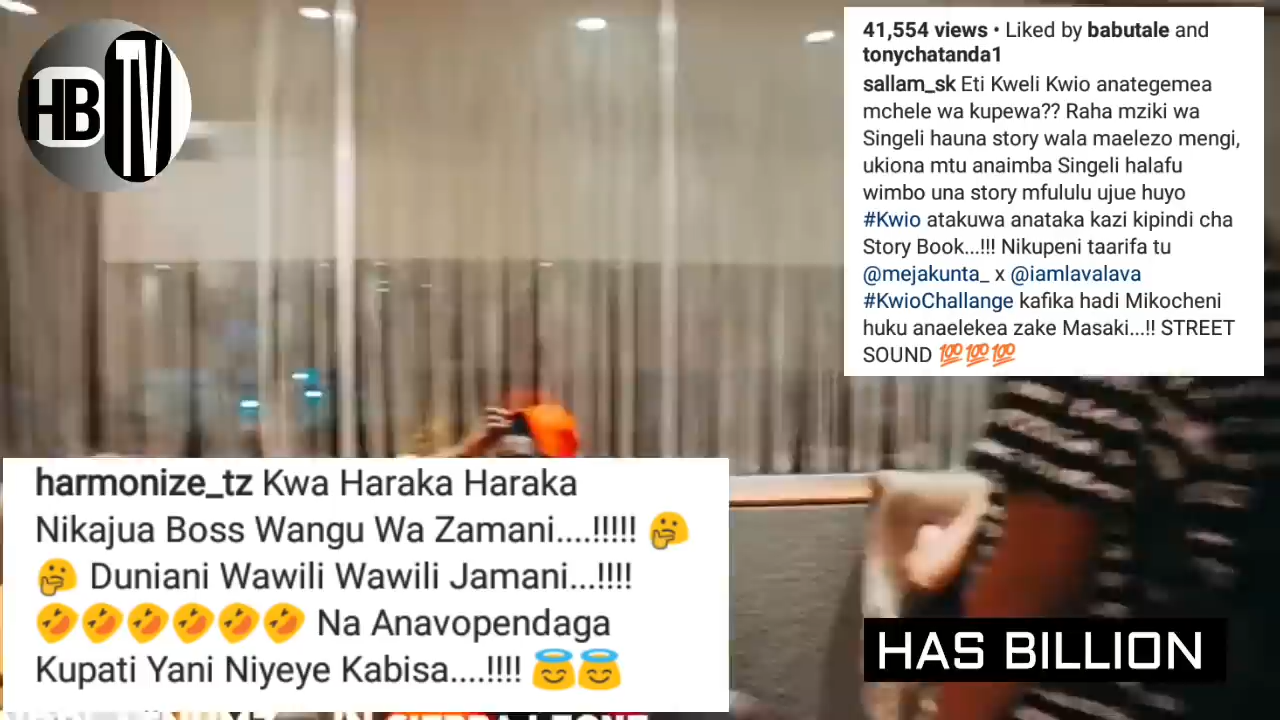 HB TV
41,554 views • Liked by babutale and
tonychatanda1
sallam_sk Eti Kweli Kwio anategemea
mchele wa kupewa?? Raha mziki wa
Singeli hauna story wala maelezo mengi,
ukiona mtu anaimba Singeli halafu
wimbo una story mfululu ujue huyo
#Kwio atakuwa anataka kazi kipindi cha
Story Book...!!! Nikupeni taarifa tu
@mejakunta_ x @iamlavalava
#KwioChallange kafika hadi Mikocheni
huku anaelekea zake Masaki...!! STREET
SOUND 💯💯💯
harmonize_tz Kwa Haraka Haraka
Nikajua Boss Wangu Wa Zamani....!!!!! 🤔
🤔 Duniani Wawili Wawili Jamani...!!!!
🤣🤣🤣🤣🤣🤣 Na Anavopendaga
Kupati Yani Niyeye Kabisa....!!!! 😇😇
HAS BILLION
IN SIERRA LEONE